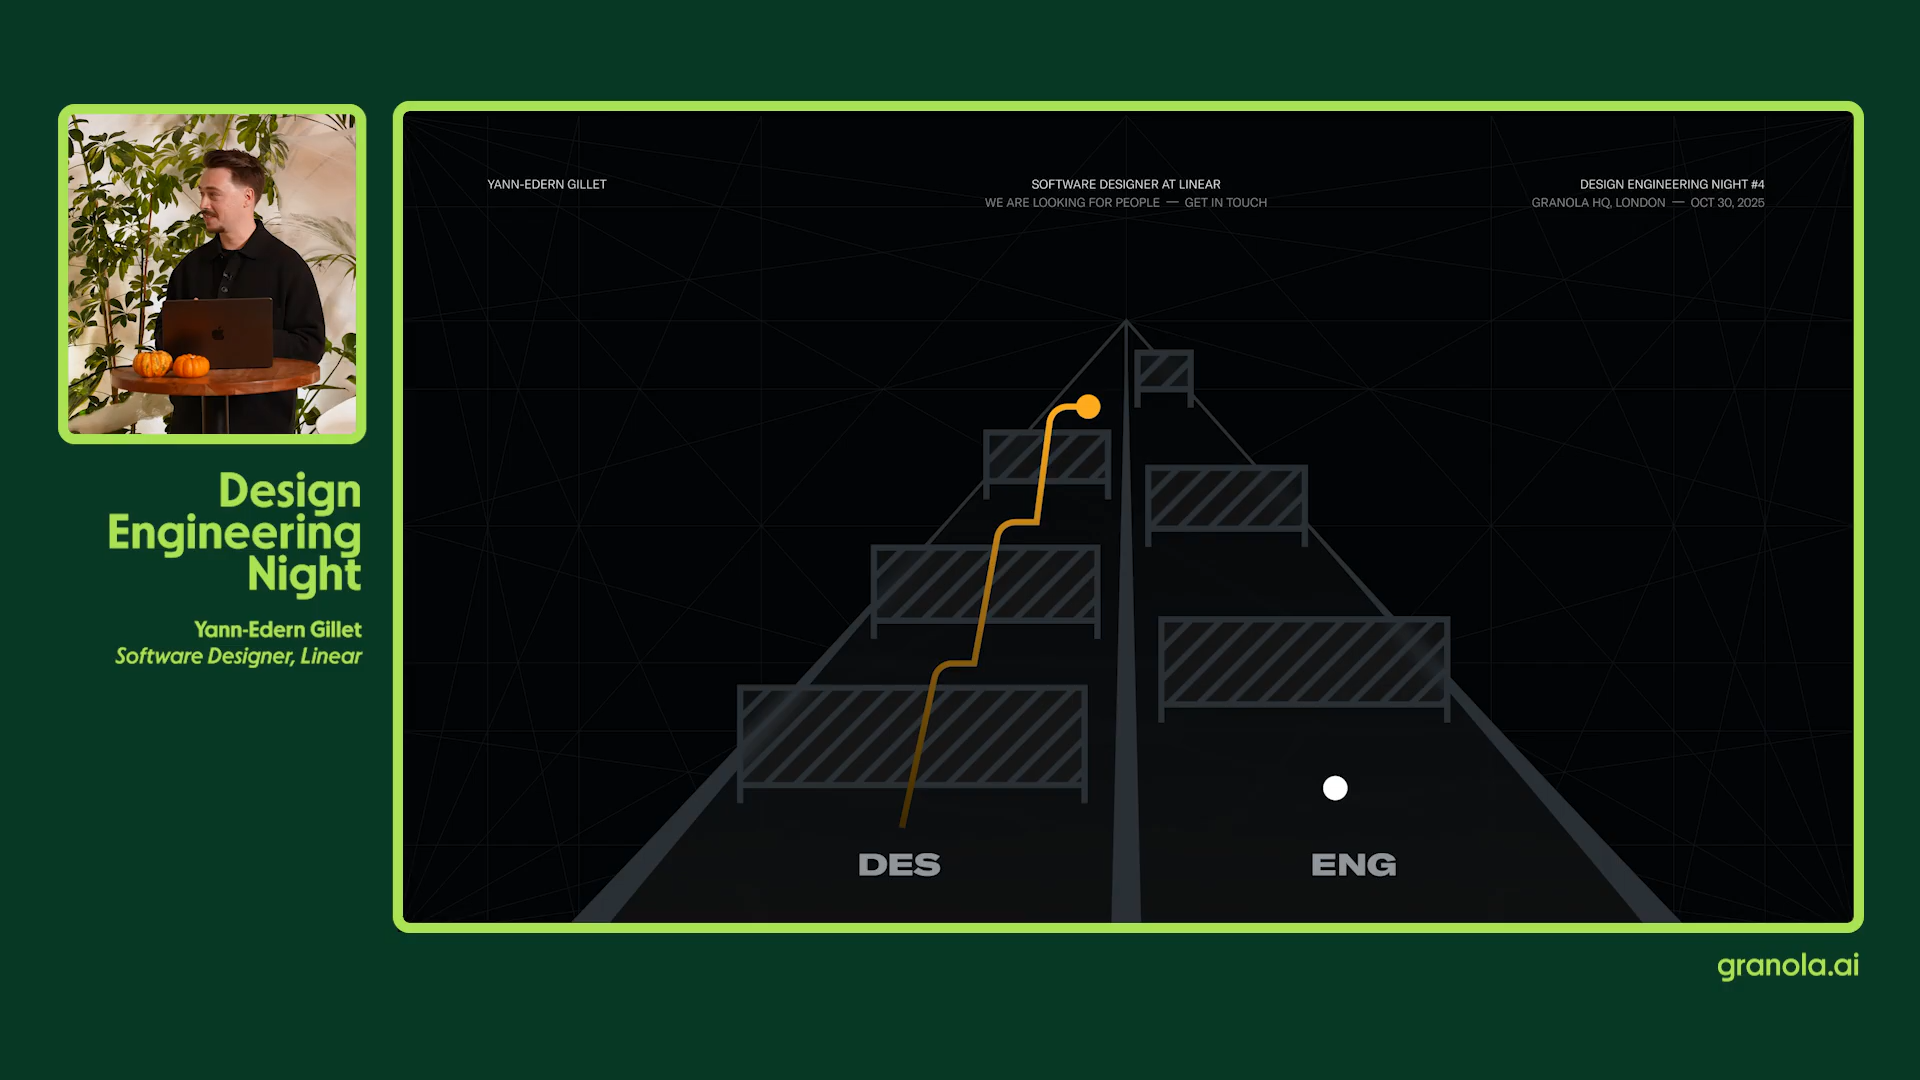 YANN-EDERN GILLET
SOFTWARE DESIGNER AT LINEAR
WE ARE LOOKING FOR PEOPLE — GET IN TOUCH
DESIGN ENGINEERING NIGHT #4
GRANOLA HQ, LONDON — OCT 30, 2025
Design
Engineering
Night
Yann-Edern Gillet
Software Designer, Linear
DES
ENG
granola.ai